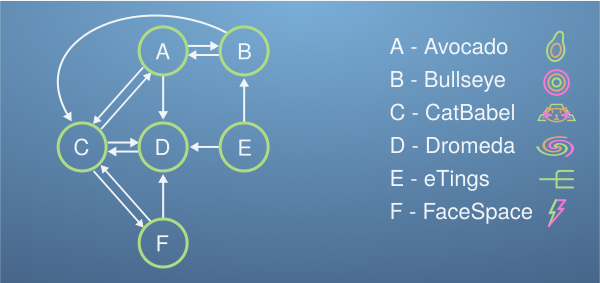 A
B
C
D
E
F
A - Avocado
B - Bullseye
C - CatBabel
D - Dromeda
E - eTings
F - FaceSpace